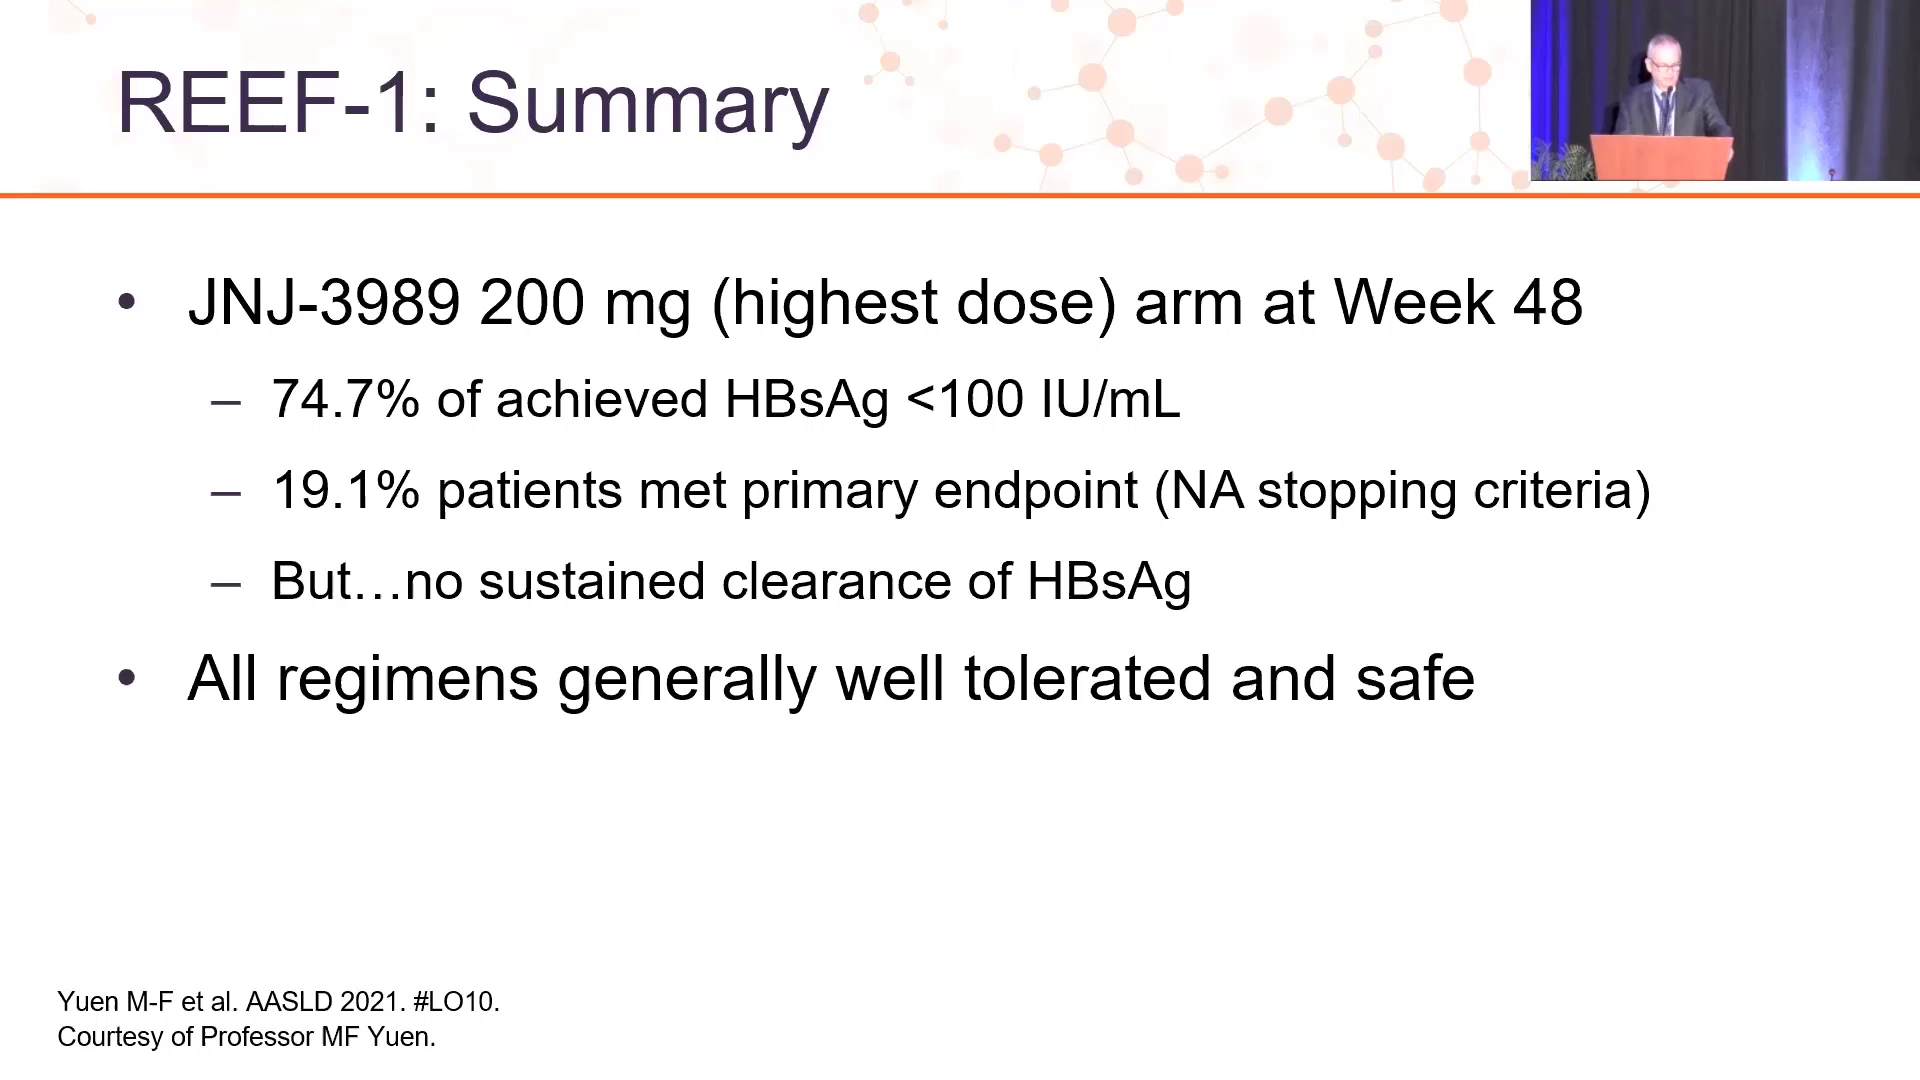 REEF-1: Summary
• JNJ-3989 200 mg (highest dose) arm at Week 48
– 74.7% of achieved HBsAg <100 IU/mL
– 19.1% patients met primary endpoint (NA stopping criteria)
– But…no sustained clearance of HBsAg
• All regimens generally well tolerated and safe
Yuen M-F et al. AASLD 2021. #LO10.
Courtesy of Professor MF Yuen.